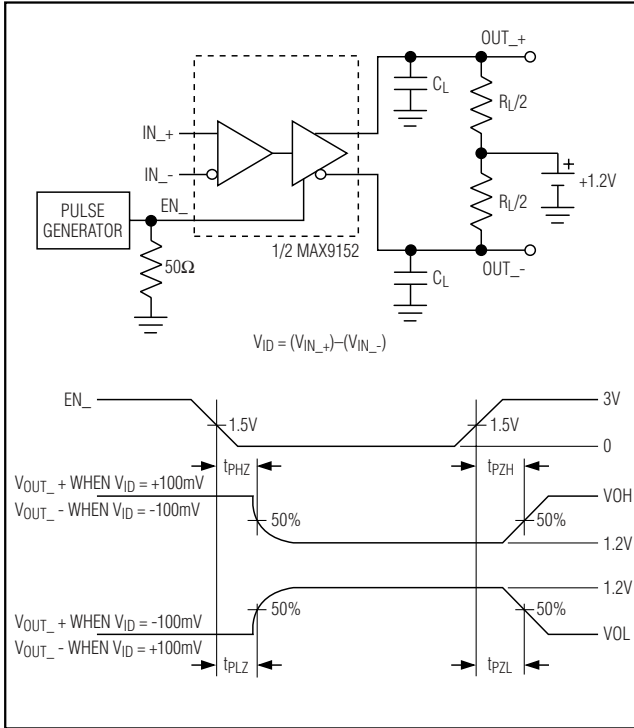 OUT_+
C_L
R_L/2
IN_+
IN_-
+
+1.2V
PULSE GENERATOR
EN_
R_L/2
1/2 MAX9152
50Ω
C_L
OUT_-
V_ID = (V_IN_+)–(V_IN_-)
EN_
3V
1.5V
1.5V
0
t_PHZ
t_PZH
V_OUT_ + WHEN V_ID = +100mV
V_OUT_ - WHEN V_ID = -100mV
VOH
50%
50%
1.2V
1.2V
50%
50%
V_OUT_ + WHEN V_ID = -100mV
V_OUT_ - WHEN V_ID = +100mV
VOL
t_PLZ
t_PZL